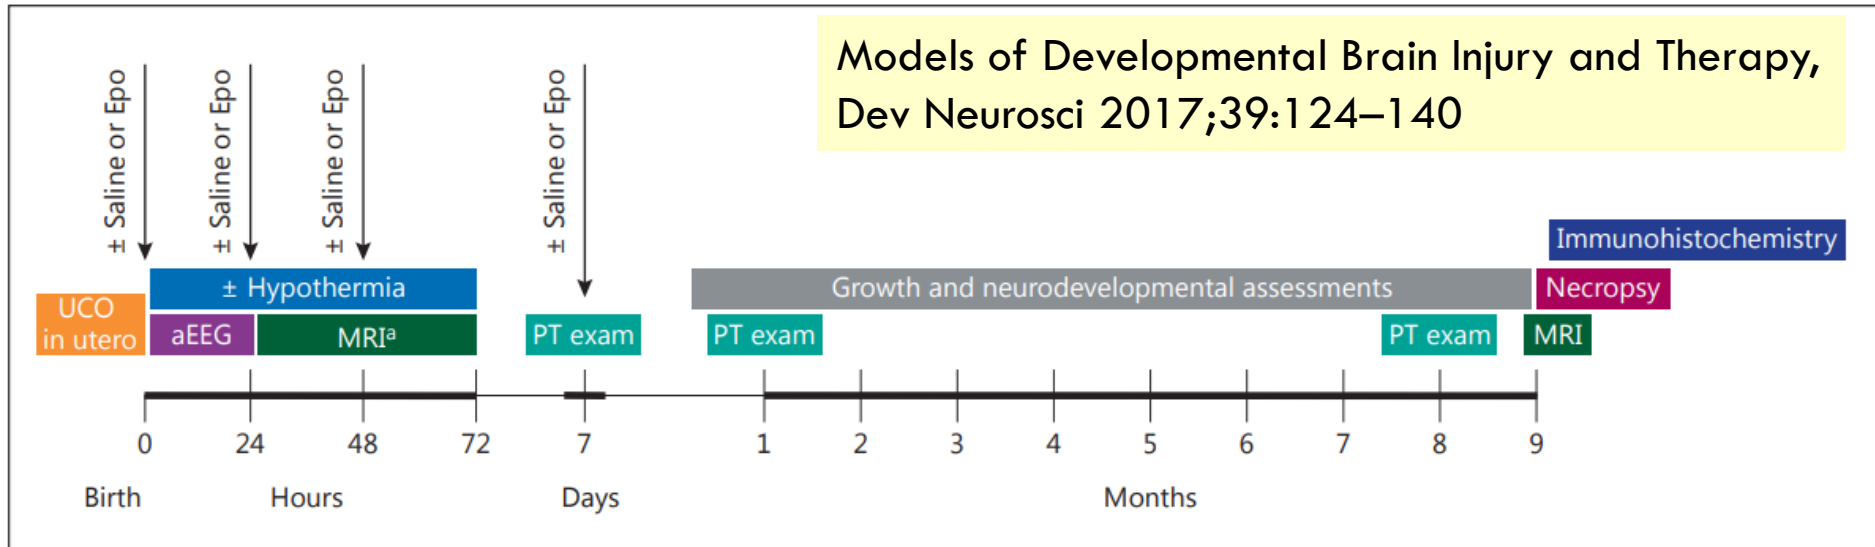 Models of Developmental Brain Injury and Therapy,
Dev Neurosci 2017;39:124–140
± Saline or Epo
± Saline or Epo
± Saline or Epo
± Saline or Epo
Immunohistochemistry
± Hypothermia
Growth and neurodevelopmental assessments
Necropsy
UCO
in utero
aEEG
MRIª
PT exam
PT exam
PT exam
MRI
0 24 48 72 7 1 2 3 4 5 6 7 8 9
Birth Hours Days Months